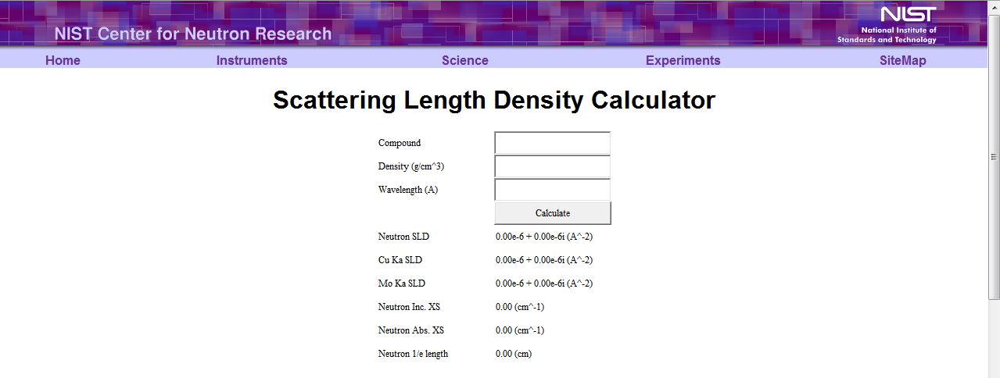 NIST
NIST Center for Neutron Research
National Institute of
Standards and Technology
Home Instruments Science Experiments SiteMap
Scattering Length Density Calculator
Compound
Density (g/cm^3)
Wavelength (A)
Calculate
Neutron SLD 0.00e-6 + 0.00e-6i (A^-2)
Cu Ka SLD 0.00e-6 + 0.00e-6i (A^-2)
Mo Ka SLD 0.00e-6 + 0.00e-6i (A^-2)
Neutron Inc. XS 0.00 (cm^-1)
Neutron Abs. XS 0.00 (cm^-1)
Neutron 1/e length 0.00 (cm)